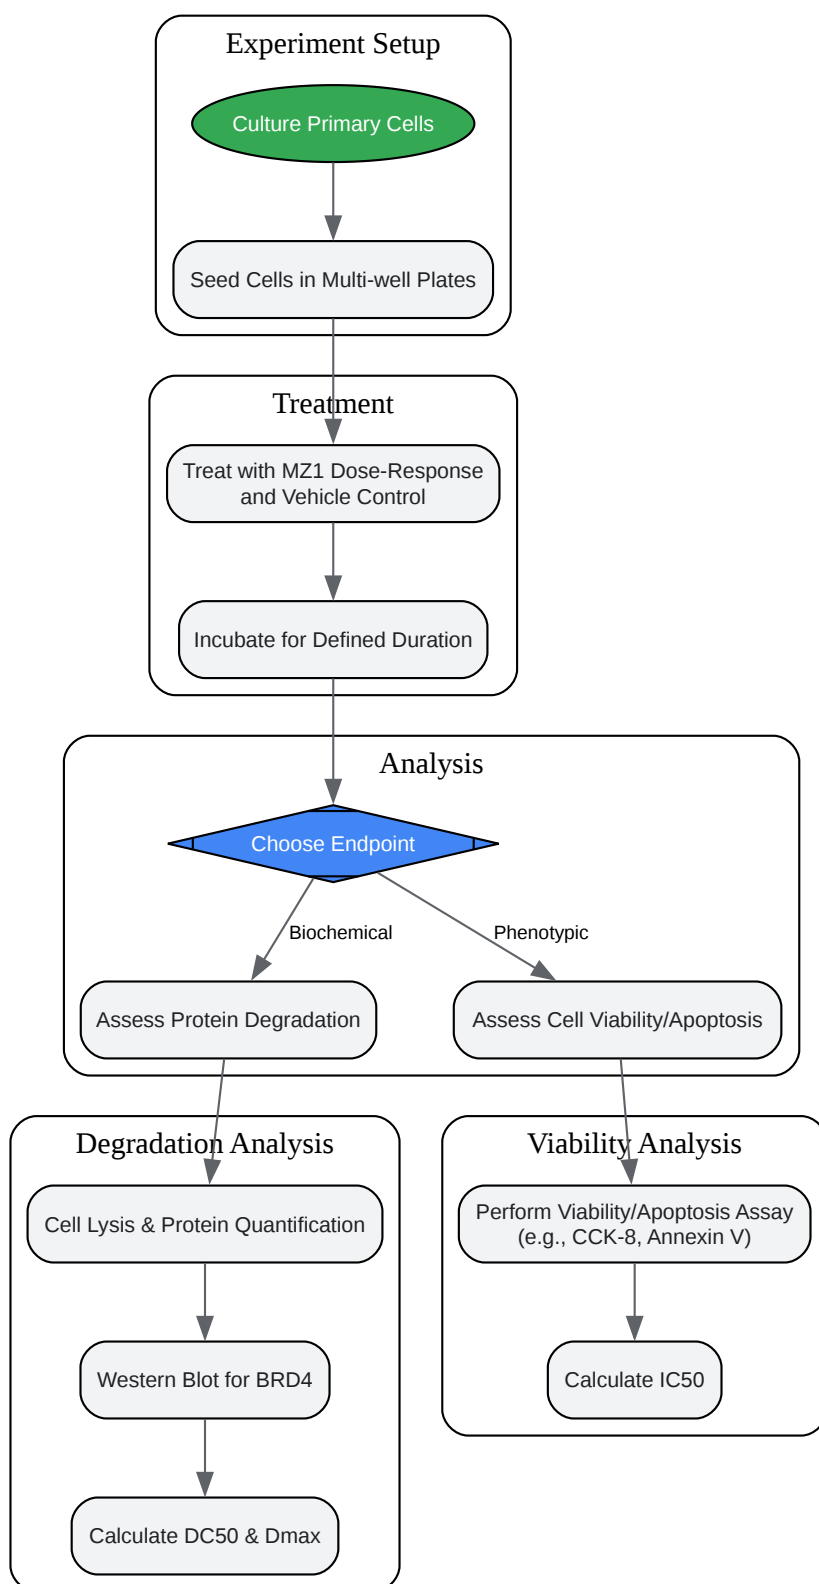 Experiment Setup
Culture Primary Cells
Seed Cells in Multi-well Plates
Treatment
Treat with MZ1 Dose-Response
and Vehicle Control
Incubate for Defined Duration
Analysis
Choose Endpoint
Biochemical
Phenotypic
Assess Protein Degradation
Assess Cell Viability/Apoptosis
Degradation Analysis
Cell Lysis & Protein Quantification
Western Blot for BRD4
Calculate DC50 & Dmax
Viability Analysis
Perform Viability/Apoptosis Assay
(e.g., CCK-8, Annexin V)
Calculate IC50